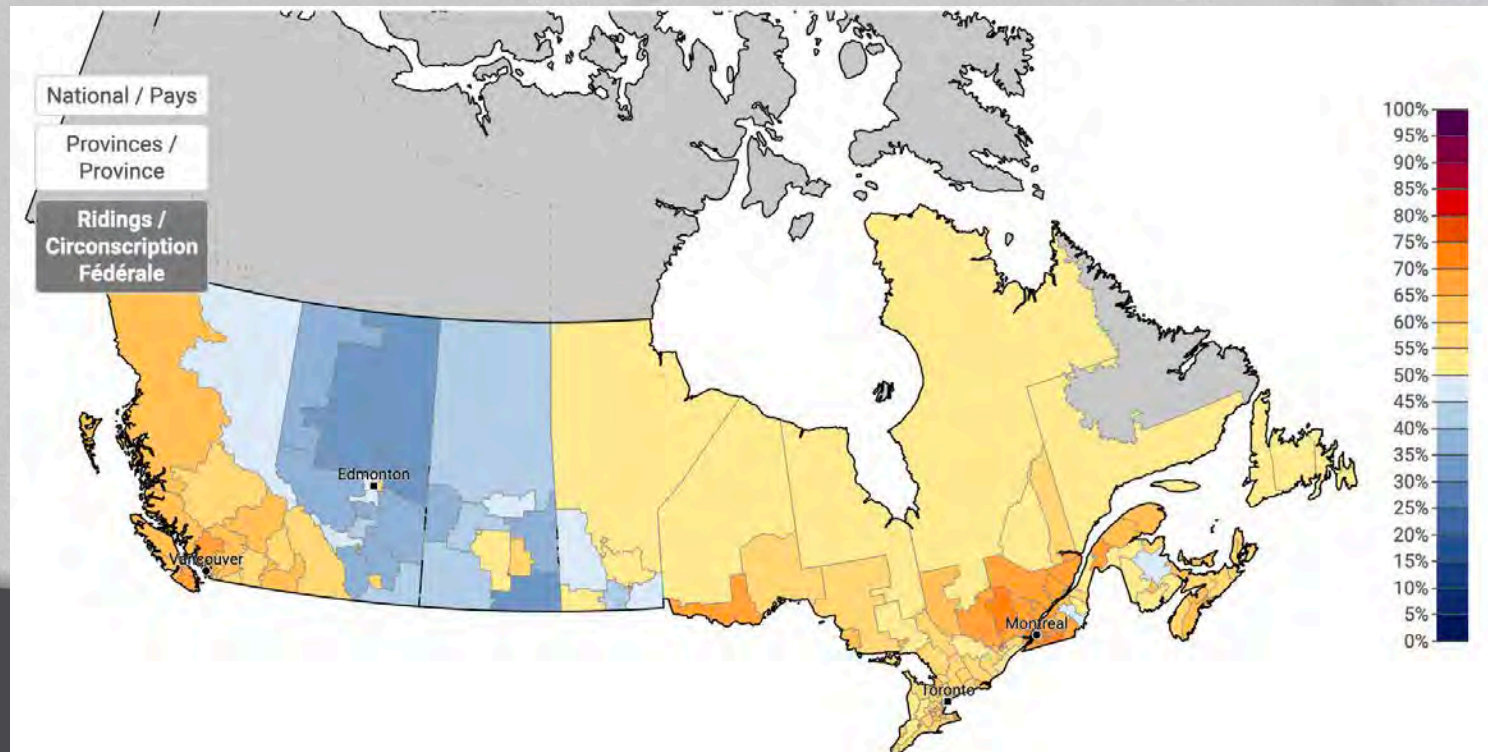 National / Pays
Provinces /
Province
Ridings /
Circonscription
Fédérale
Edmonton
Vancouver
Montreal
Toronto
100%
95%
90%
85%
80%
75%
70%
65%
60%
55%
50%
45%
40%
35%
30%
25%
20%
15%
10%
5%
0%